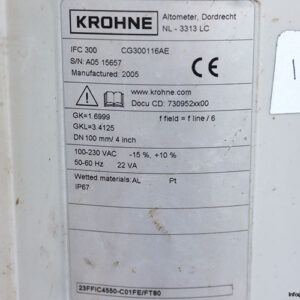 KROHNE
Altometer, Dordrecht
NL - 3313 LC
IFC 300 CG300116AE
S/N: A05 15657
Manufactured: 2005
www.krohne.com
Docu CD: 730952xx00
GK=1.6999 f field = f line / 6
GKL=3.4125
DN 100 mm/ 4 inch
100-230 VAC -15 %, +10 %
50-60 Hz 22 VA
Wetted materials: AL Pt
IP67
23FFIC4550-C01FE/FT80